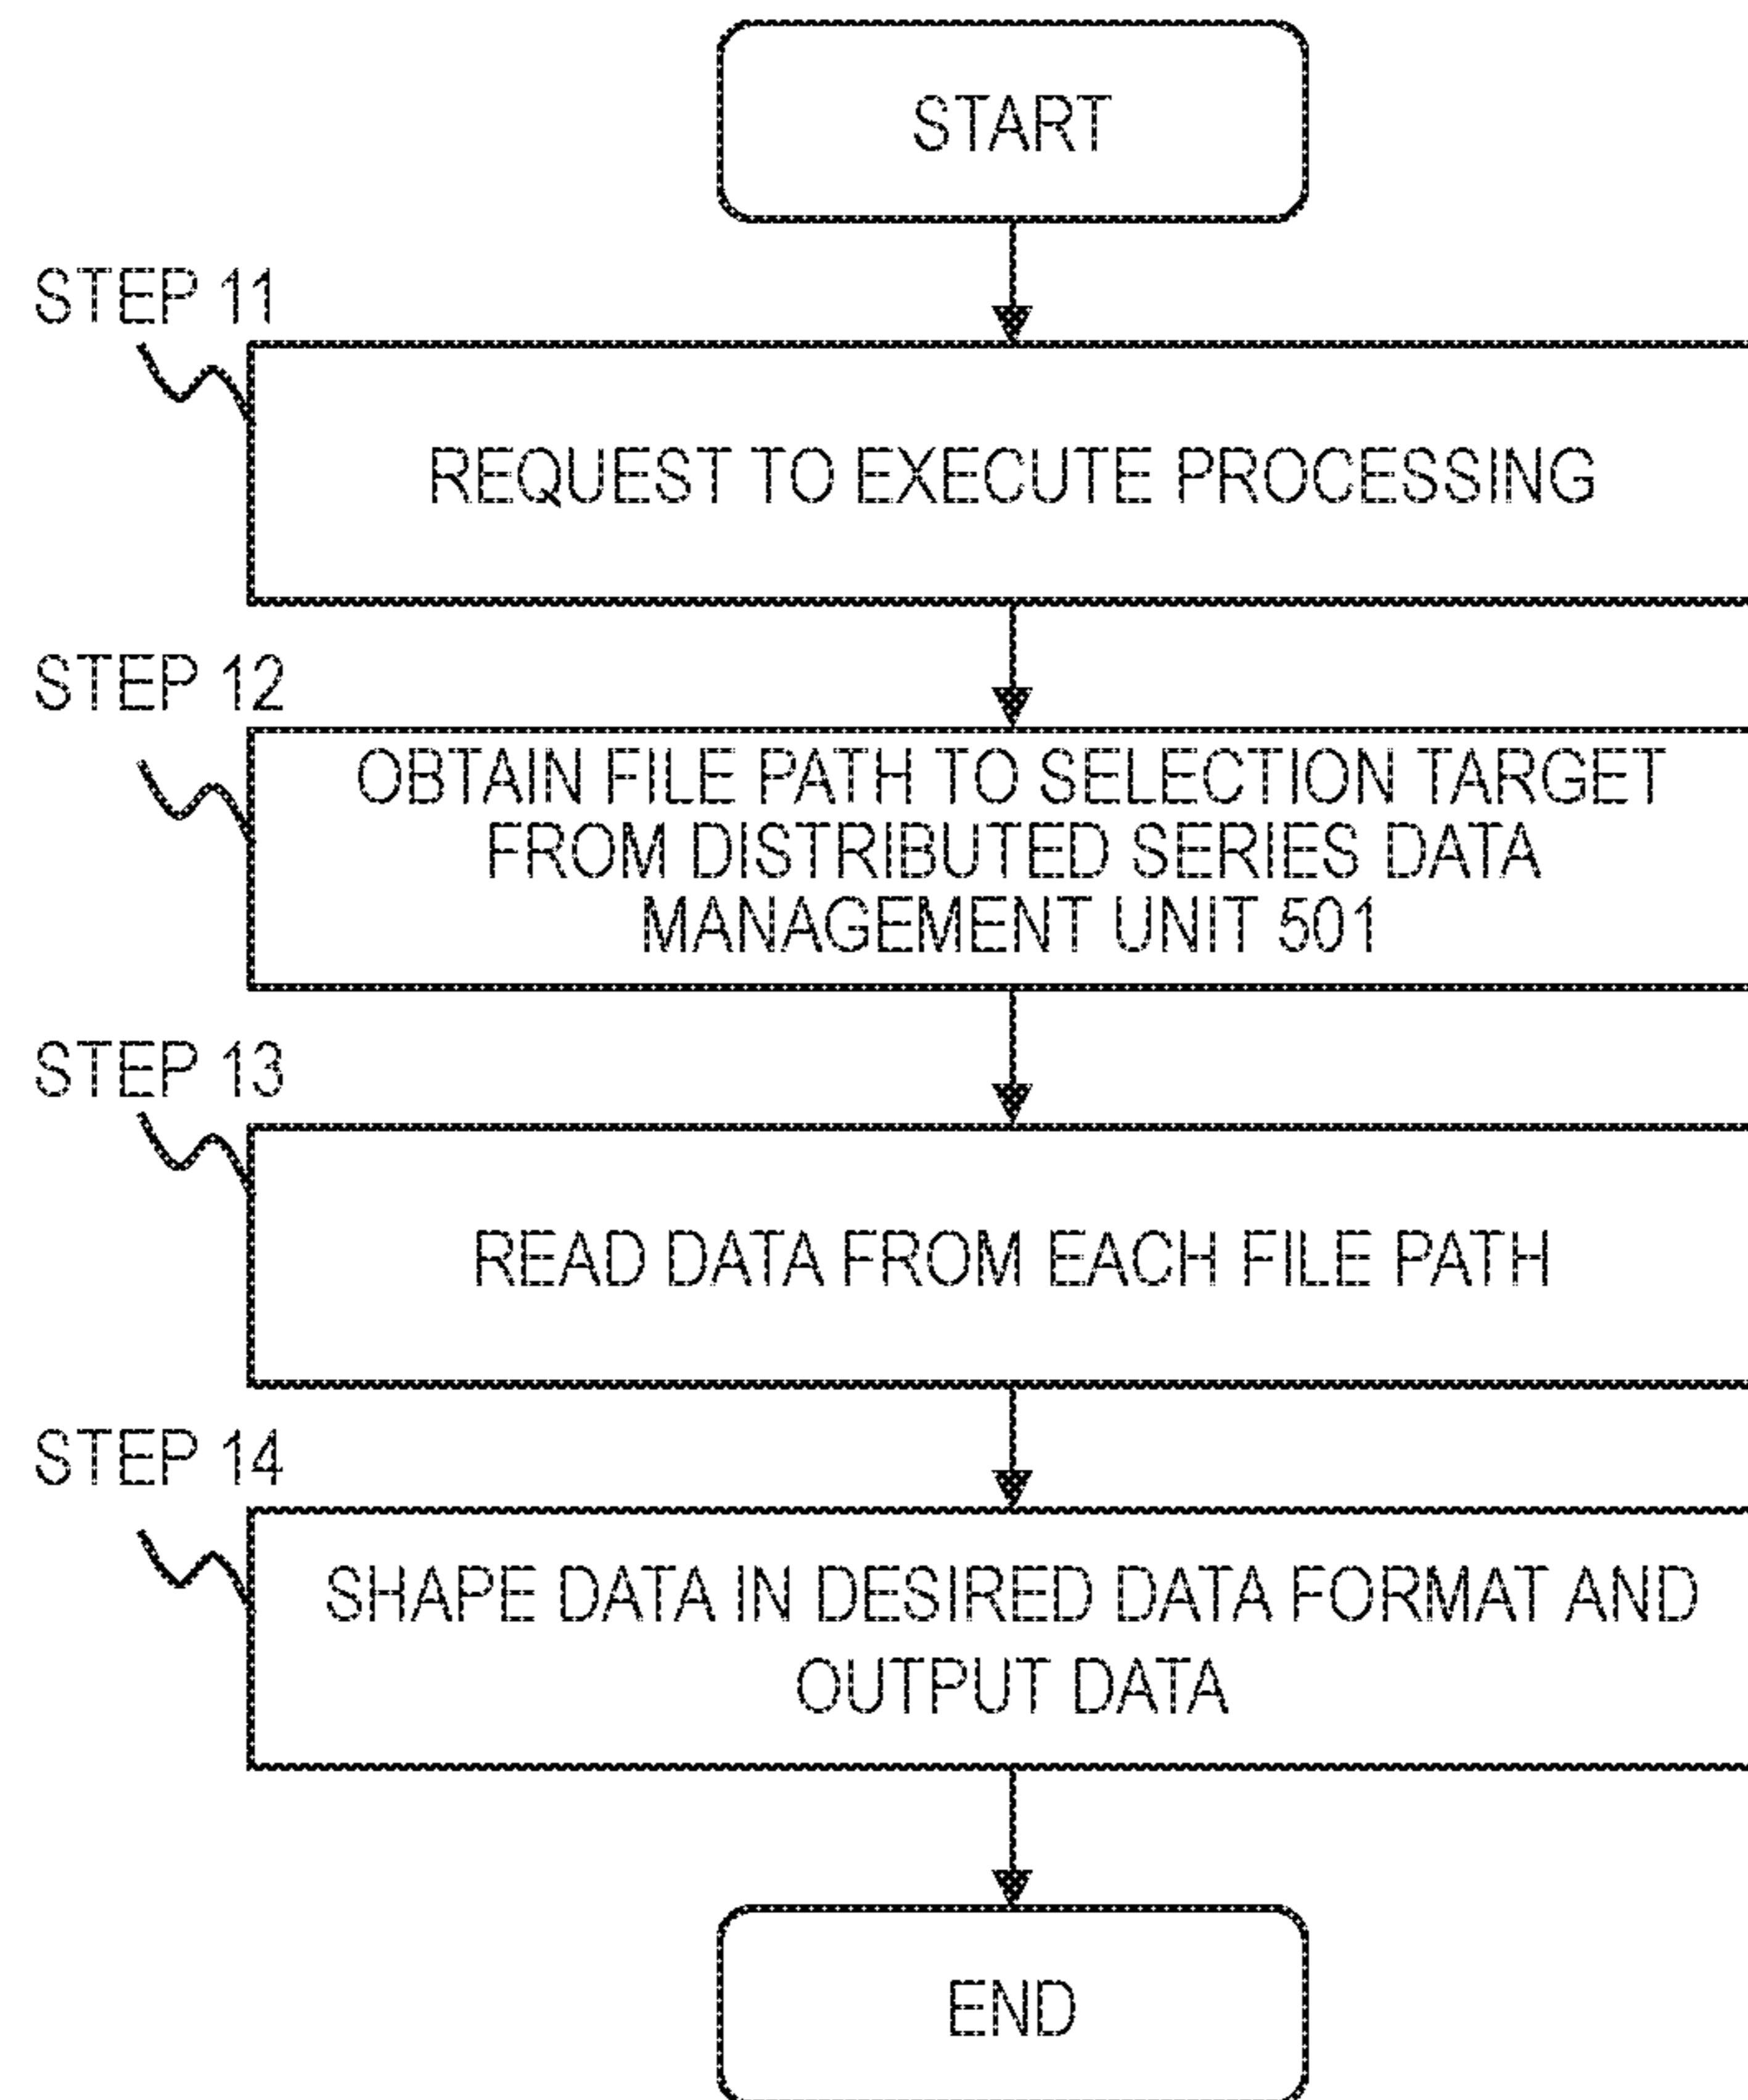 START
STEP 11
REQUEST TO EXECUTE PROCESSING
STEP 12
OBTAIN FILE PATH TO SELECTION TARGET
FROM DISTRIBUTED SERIES DATA
MANAGEMENT UNIT 501
STEP 13
READ DATA FROM EACH FILE PATH
STEP 14
SHAPE DATA IN DESIRED DATA FORMAT AND
OUTPUT DATA
END